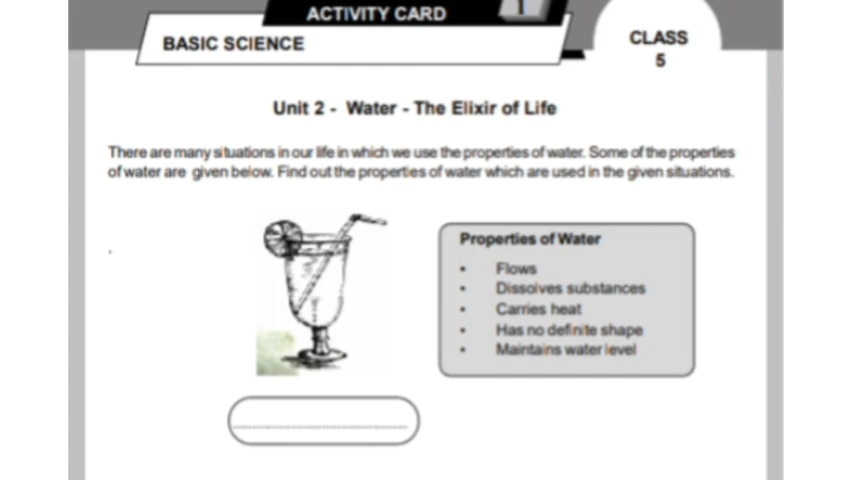 ACTIVITY CARD 1
BASIC SCIENCE
CLASS
5
Unit 2 - Water - The Elixir of Life
There are many situations in our life in which we use the properties of water. Some of the properties
of water are given below. Find out the properties of water which are used in the given situations.
Properties of Water
• Flows
• Dissolves substances
• Carries heat
• Has no definite shape
• Maintains water level